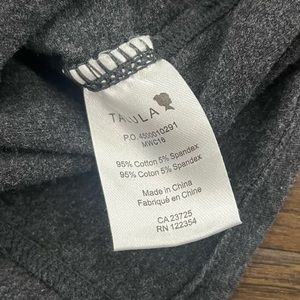 TABULA
P.O. 4500010291
MWC16
95% Cotton 5% Spandex
95% Coton 5% Spandex
Made in China
Fabriqué en Chine
CA 23725
RN 122354